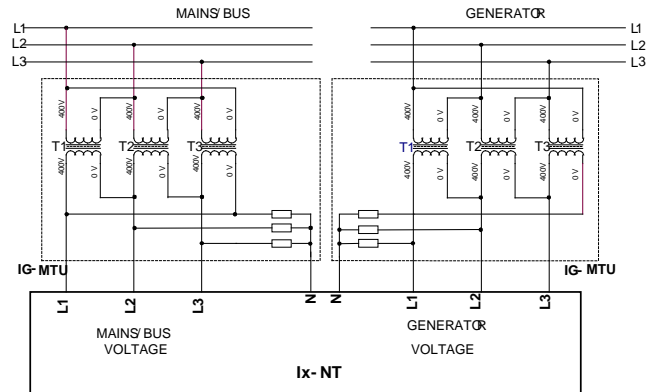 MAINS/BUS GENERATOR
L1 L1
L2 L2
L3 L3
400V 0 V 400V 0 V 400V 0 V 400V 0 V 400V 0 V 400V 0 V
T1 T2 T3 T1 T2 T3
400V 0 V 400V 0 V 400V 0 V 400V 0 V 400V 0 V 400V 0 V
IG-MTU IG-MTU
L1 L2 L3 N N L1 L2 L3
MAINS/BUS VOLTAGE
GENERATOR VOLTAGE
Ix-NT